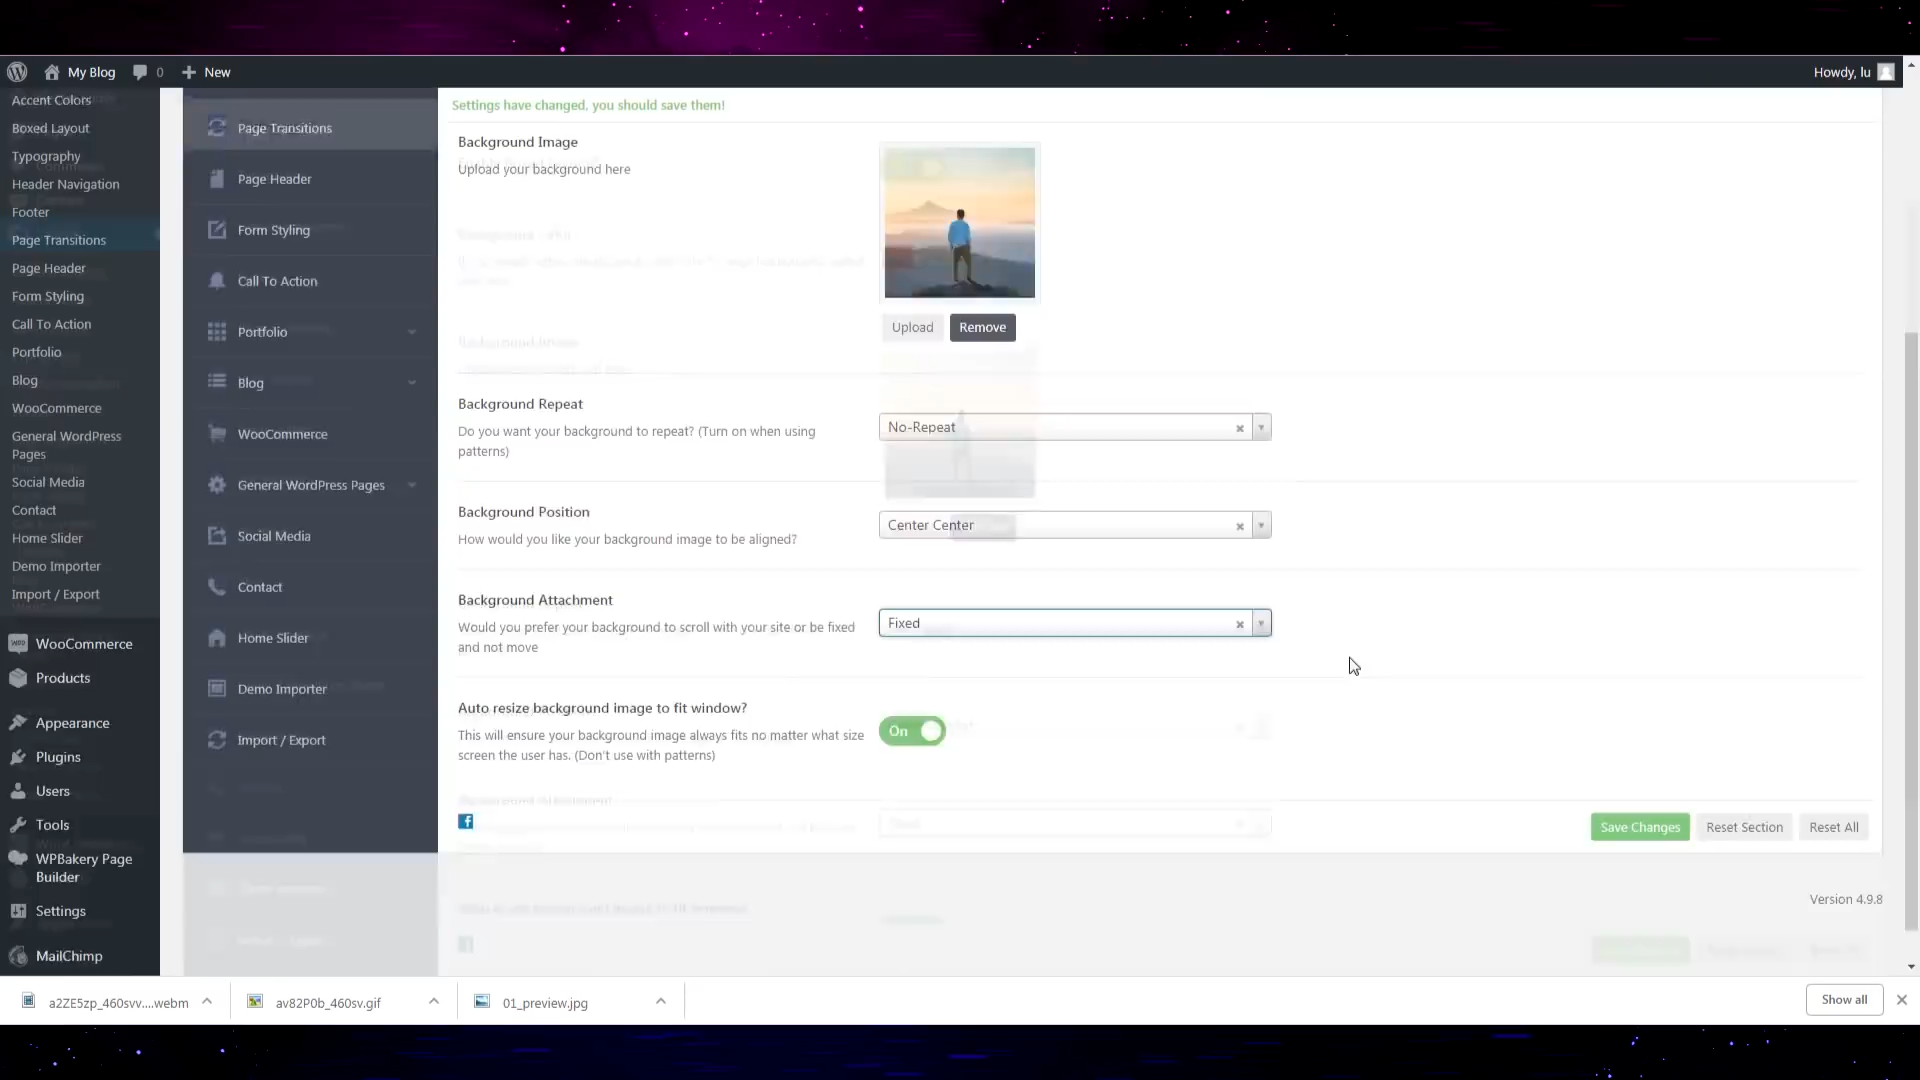 My Blog
0
New
Howdy, lu
Accent Colors
Boxed Layout
Typography
Header Navigation
Footer
Page Transitions
Page Header
Form Styling
Call To Action
Portfolio
Blog
WooCommerce
General WordPress
Pages
Social Media
Contact
Home Slider
Demo Importer
Import / Export
WooCommerce
Products
Appearance
Plugins
Users
Tools
WPBakery Page
Builder
Settings
MailChimp
Page Transitions
Page Header
Form Styling
Call To Action
Portfolio
Blog
WooCommerce
General WordPress Pages
Social Media
Contact
Home Slider
Demo Importer
Import / Export
Settings have changed, you should save them!
Background Image
Upload your background here
Upload
Remove
Background Repeat
Do you want your background to repeat? (Turn on when using
patterns)
No-Repeat
Background Position
How would you like your background image to be aligned?
Center Center
Background Attachment
Would you prefer your background to scroll with your site or be fixed
and not move
Fixed
Auto resize background image to fit window?
This will ensure your background image always fits no matter what size
screen the user has. (Don't use with patterns)
On
Save Changes
Reset Section
Reset All
Version 4.9.8
a2ZE5zp_460svv....webm
av82P0b_460sv.gif
01_preview.jpg
Show all